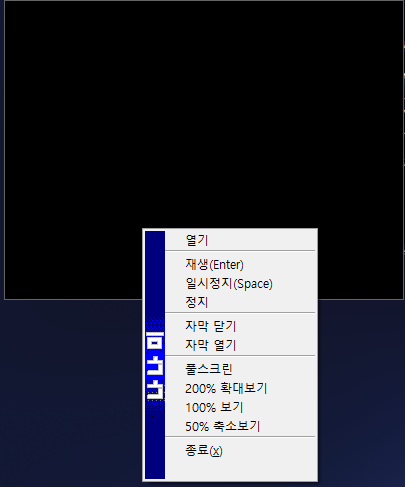 열기
재생(Enter)
일시정지(Space)
정지
자막 닫기
자막 열기
풀스크린
200% 확대보기
100% 보기
50% 축소보기
종료(x)